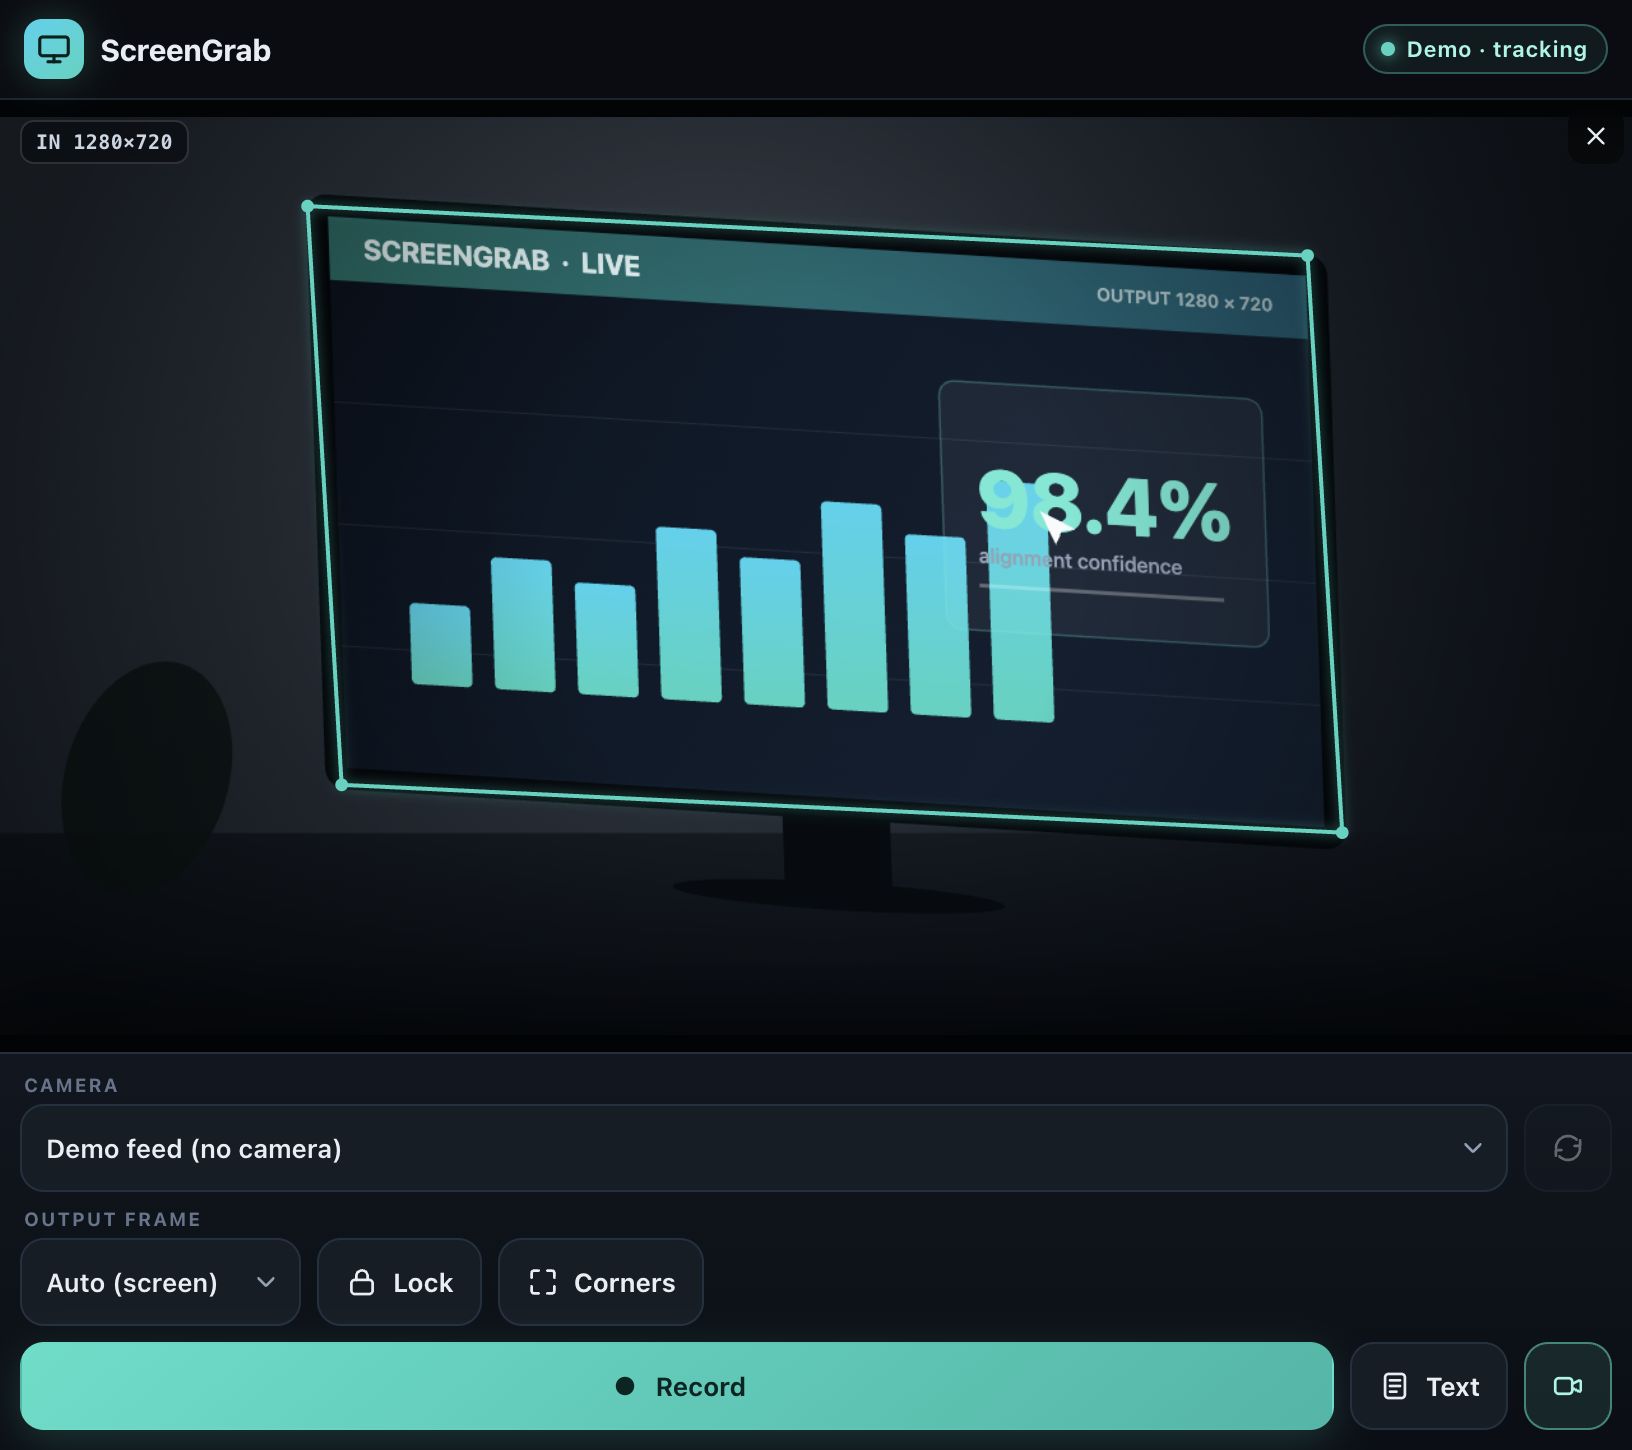 ScreenGrab
Demo · tracking
IN 1280×720
SCREENGRAB · LIVE
OUTPUT 1280 × 720
98.4%
alignment confidence
CAMERA
Demo feed (no camera)
OUTPUT FRAME
Auto (screen)
Lock
Corners
Record
Text